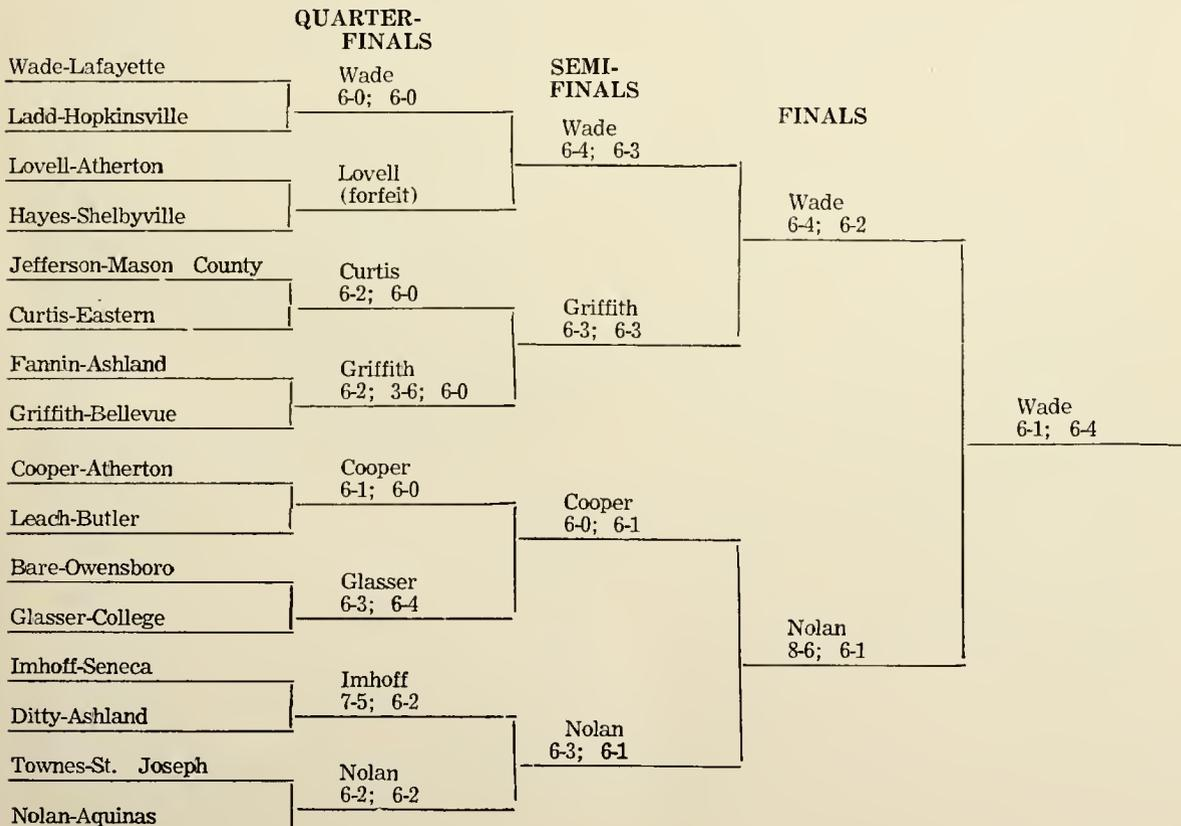 QUARTER-
FINALS
Wade-Lafayette
Ladd-Hopkinsville
Lovell-Atherton
Hayes-Shelbyville
Jefferson-Mason County
Curtis-Eastern
Fannin-Ashland
Griffith-Bellevue
Cooper-Atherton
Leach-Butler
Bare-Owensboro
Glasser-College
Imhoff-Seneca
Ditty-Ashland
Townes-St. Joseph
Nolan-Aquinas
Wade
6-0; 6-0
Lovell
(forfeit)
Curtis
6-2; 6-0
Griffith
6-2; 3-6; 6-0
Cooper
6-1; 6-0
Glasser
6-3; 6-4
Imhoff
7-5; 6-2
Nolan
6-2; 6-2
SEMI-
FINALS
Wade
6-4; 6-3
Griffith
6-3; 6-3
Cooper
6-0; 6-1
Nolan
6-3; 6-1
FINALS
Wade
6-4; 6-2
Nolan
8-6; 6-1
Wade
6-1; 6-4